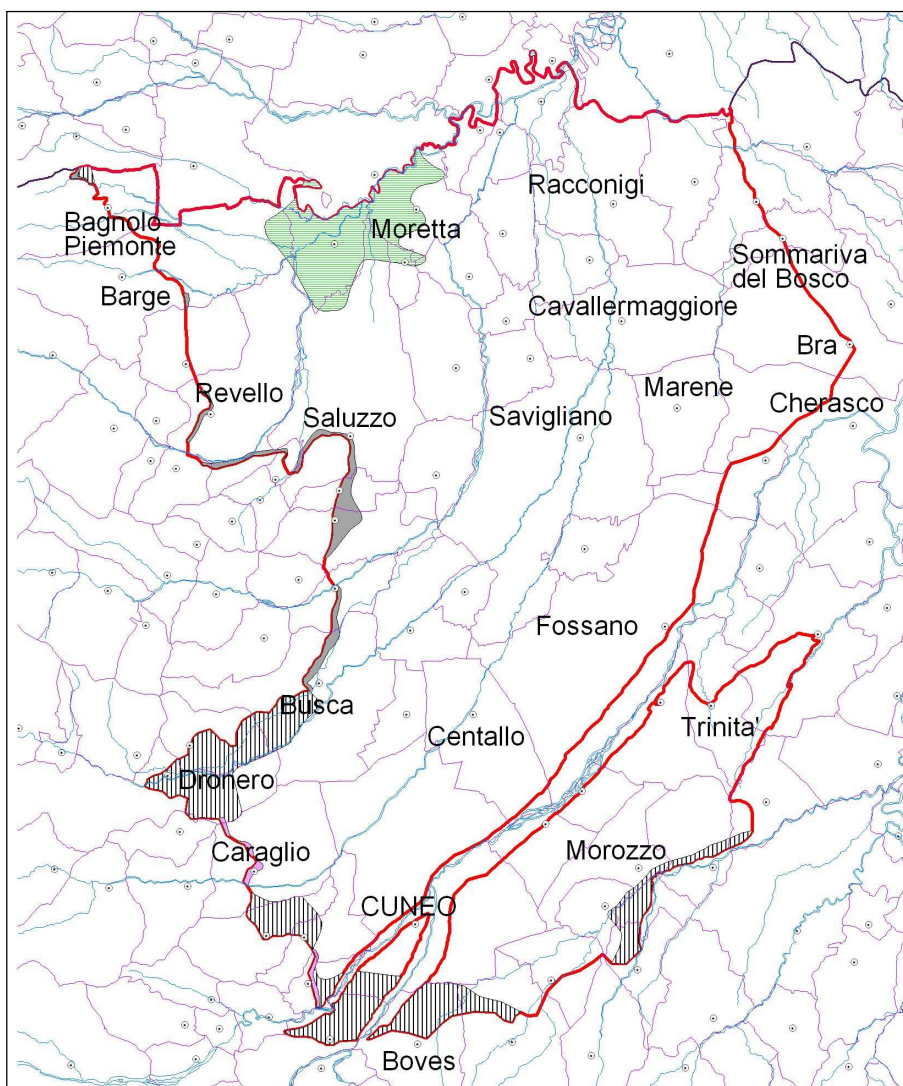 Racconigi
Bagnolo
Piemonte
Moretta
Sommariva
del Bosco
Barge
Cavallermaggiore
Bra
Revello
Marene
Saluzzo
Savigliano
Cherasco
Fossano
Busca
Trinita'
Centallo
Dronero
Caraglio
Morozzo
CUNEO
Boves